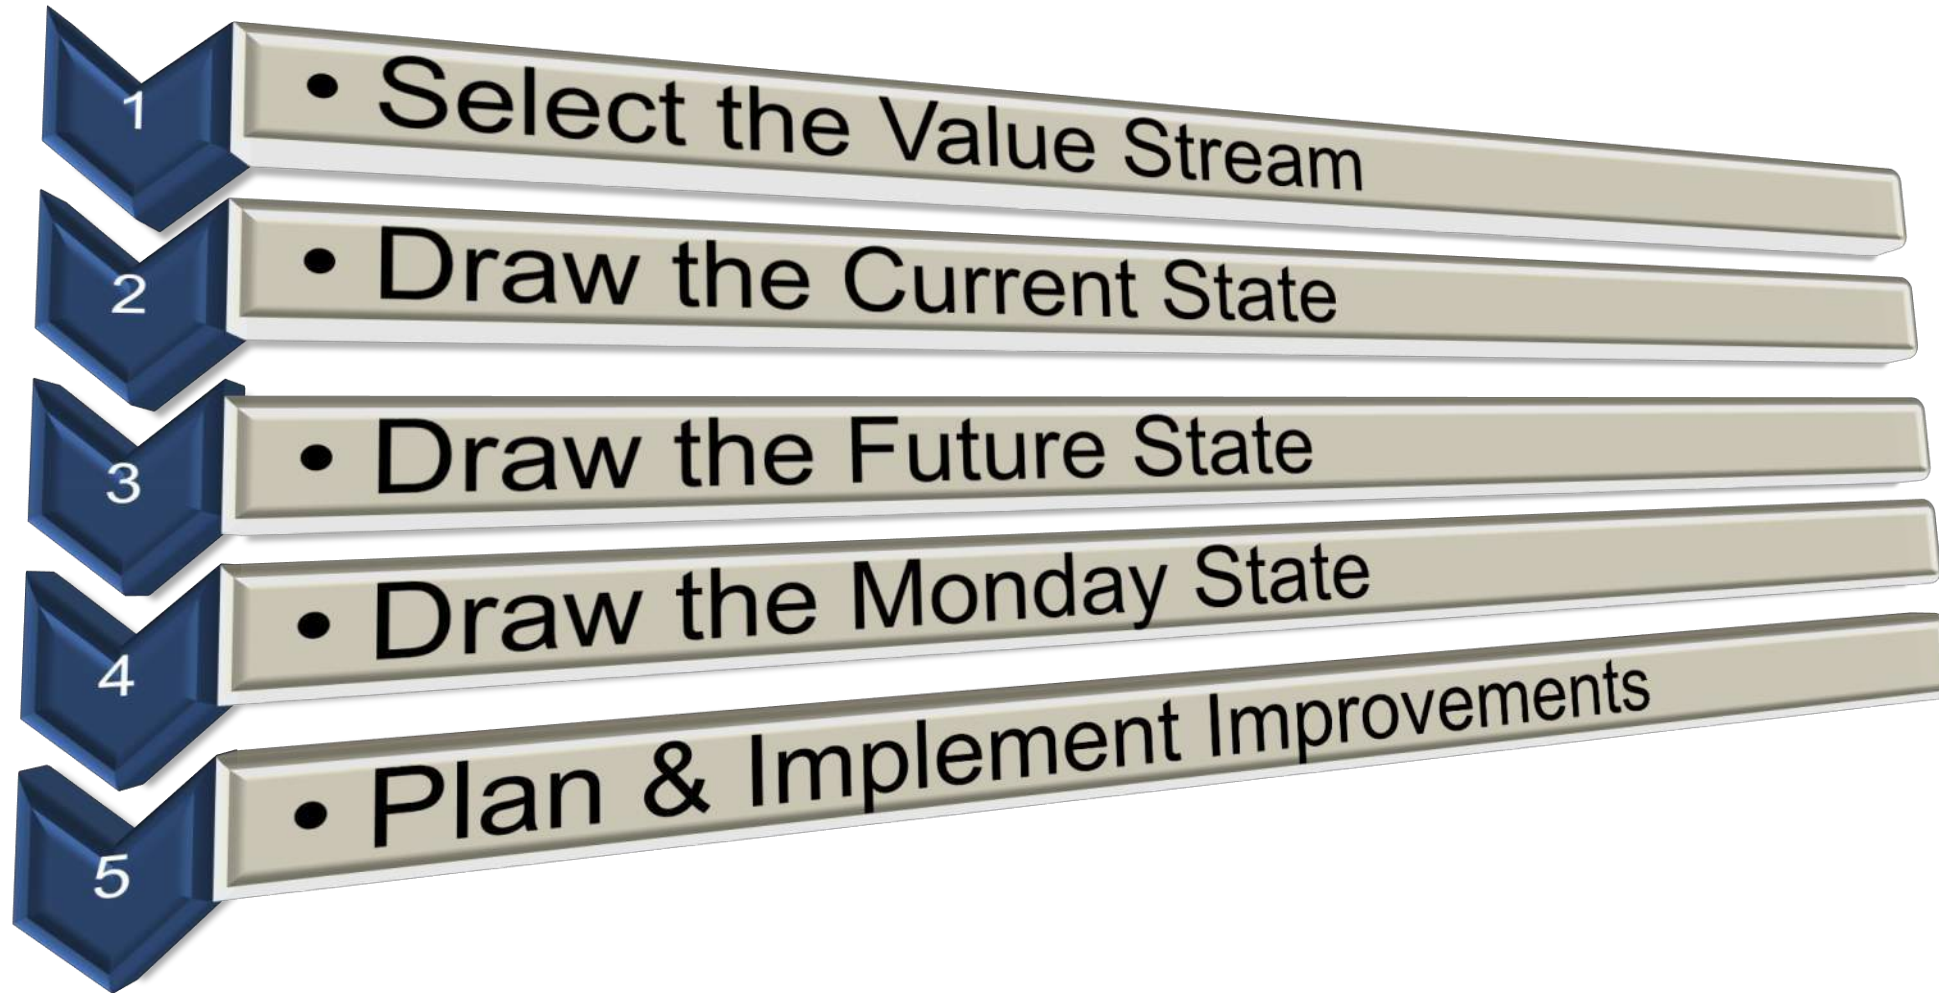 1
• Select the Value Stream
2
• Draw the Current State
3
• Draw the Future State
4
• Draw the Monday State
5
• Plan & Implement Improvements